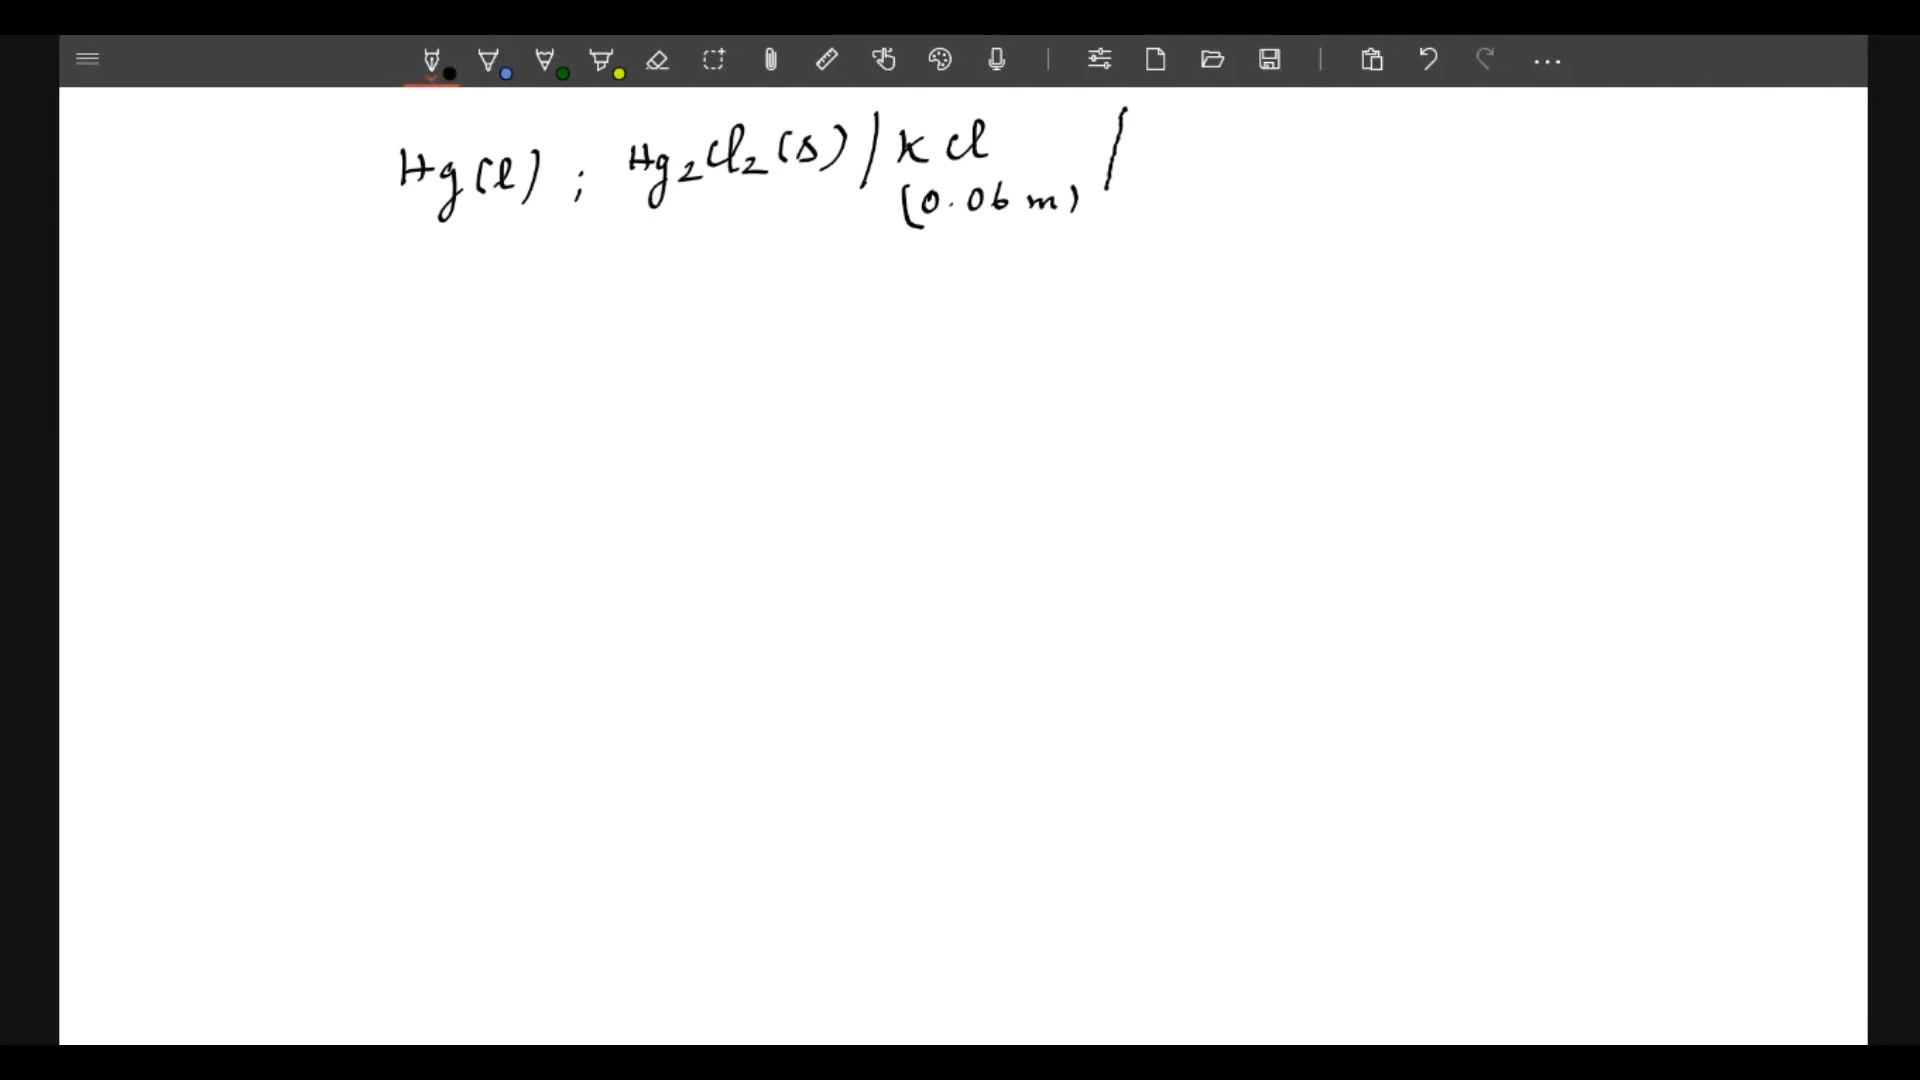 Hg(l) ; Hg₂Cl₂(s) / KCl /
(0.06 m)